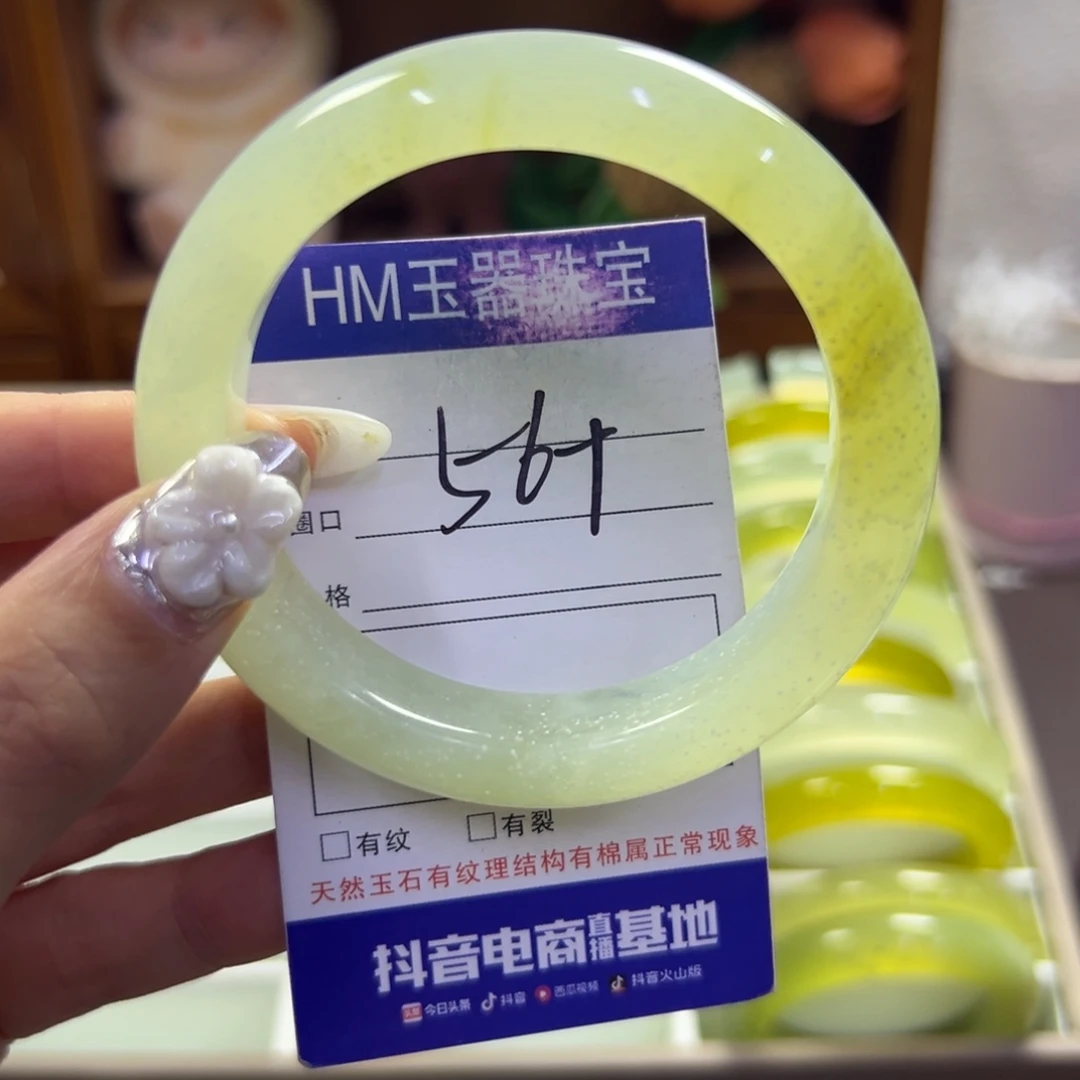 HM玉器珠宝
56+
圈口
格
有纹
有裂
天然玉石有纹理结构有棉属正常现象
抖音电商直播基地
头条 今日头条 抖音 西瓜视频 抖音火山版